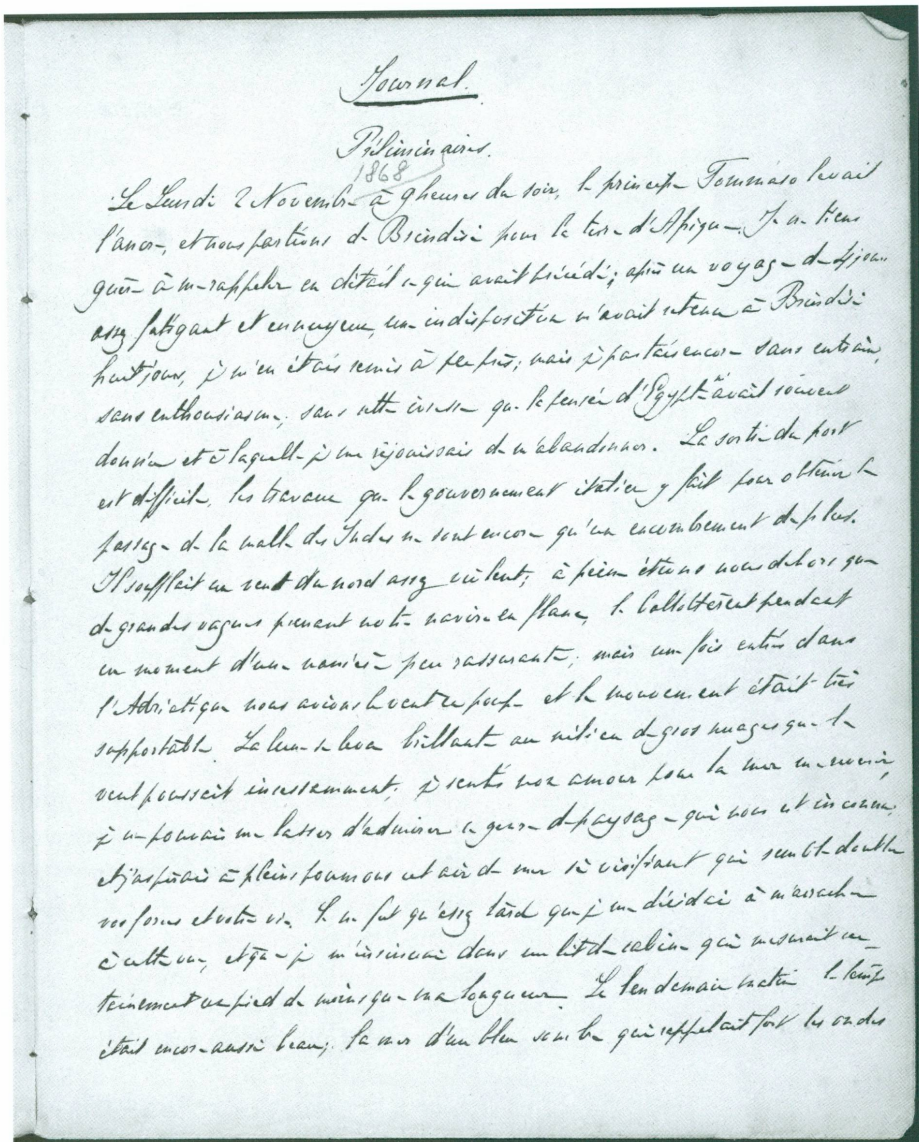 Journal.
Préliminaires.
1868
Le Lundi 2 Novembre à 9 heures du soir, le principe Tommaso levait
l'ancre, et nous partions de Brindisi pour la terre d'Afrique. Je ne tiens
guère à me rappeler en détail ce qui avait précédé; après un voyage de 4 jours
assez fatigant et ennuyeux, une indisposition m'avait retenu à Brindisi
huit jours, je m'en étais remis à peu près; mais je partais encore sans entrain,
sans enthousiasme, sans cette ivresse que la pensée d'Egypte m'avait souvent
donnée et à laquelle je me réjouissais de m'abandonner. La sortie du port
est difficile, les travaux que le gouvernement italien y fait pour obtenir le
passage de la malle des Indes ne sont encore qu'un encombrement de plus.
Il soufflait un vent du nord assez violent; à peine étions nous dehors que
de grandes vagues prenant notre navire en flanc, le ballottèrent pendant
un moment d'une manière peu rassurante; mais une fois entrés dans
l'Adriatique nous avions le vent en poupe et le mouvement était très
supportable. La lune se leva brillante au milieu de gros nuages que le
vent poussait incessamment; je sentis mon amour pour la mer me revenir,
je ne pouvais me lasser d'admirer ce genre de paysage qui nous est inconnu,
et j'aspirais à pleins poumons cet air de mer si vivifiant qui semble doubler
vos forces et votre vie. Ce ne fut qu'assez tard que je me décidai à m'arracher
à cette vue, et que je m'insinuai dans un lit de cabine qui mesurait cer-
tainement un pied de moins que ma longueur. Le lendemain matin le temps
était encore aussi beau; la mer d'un bleu sombre qui rappelait fort les ondes